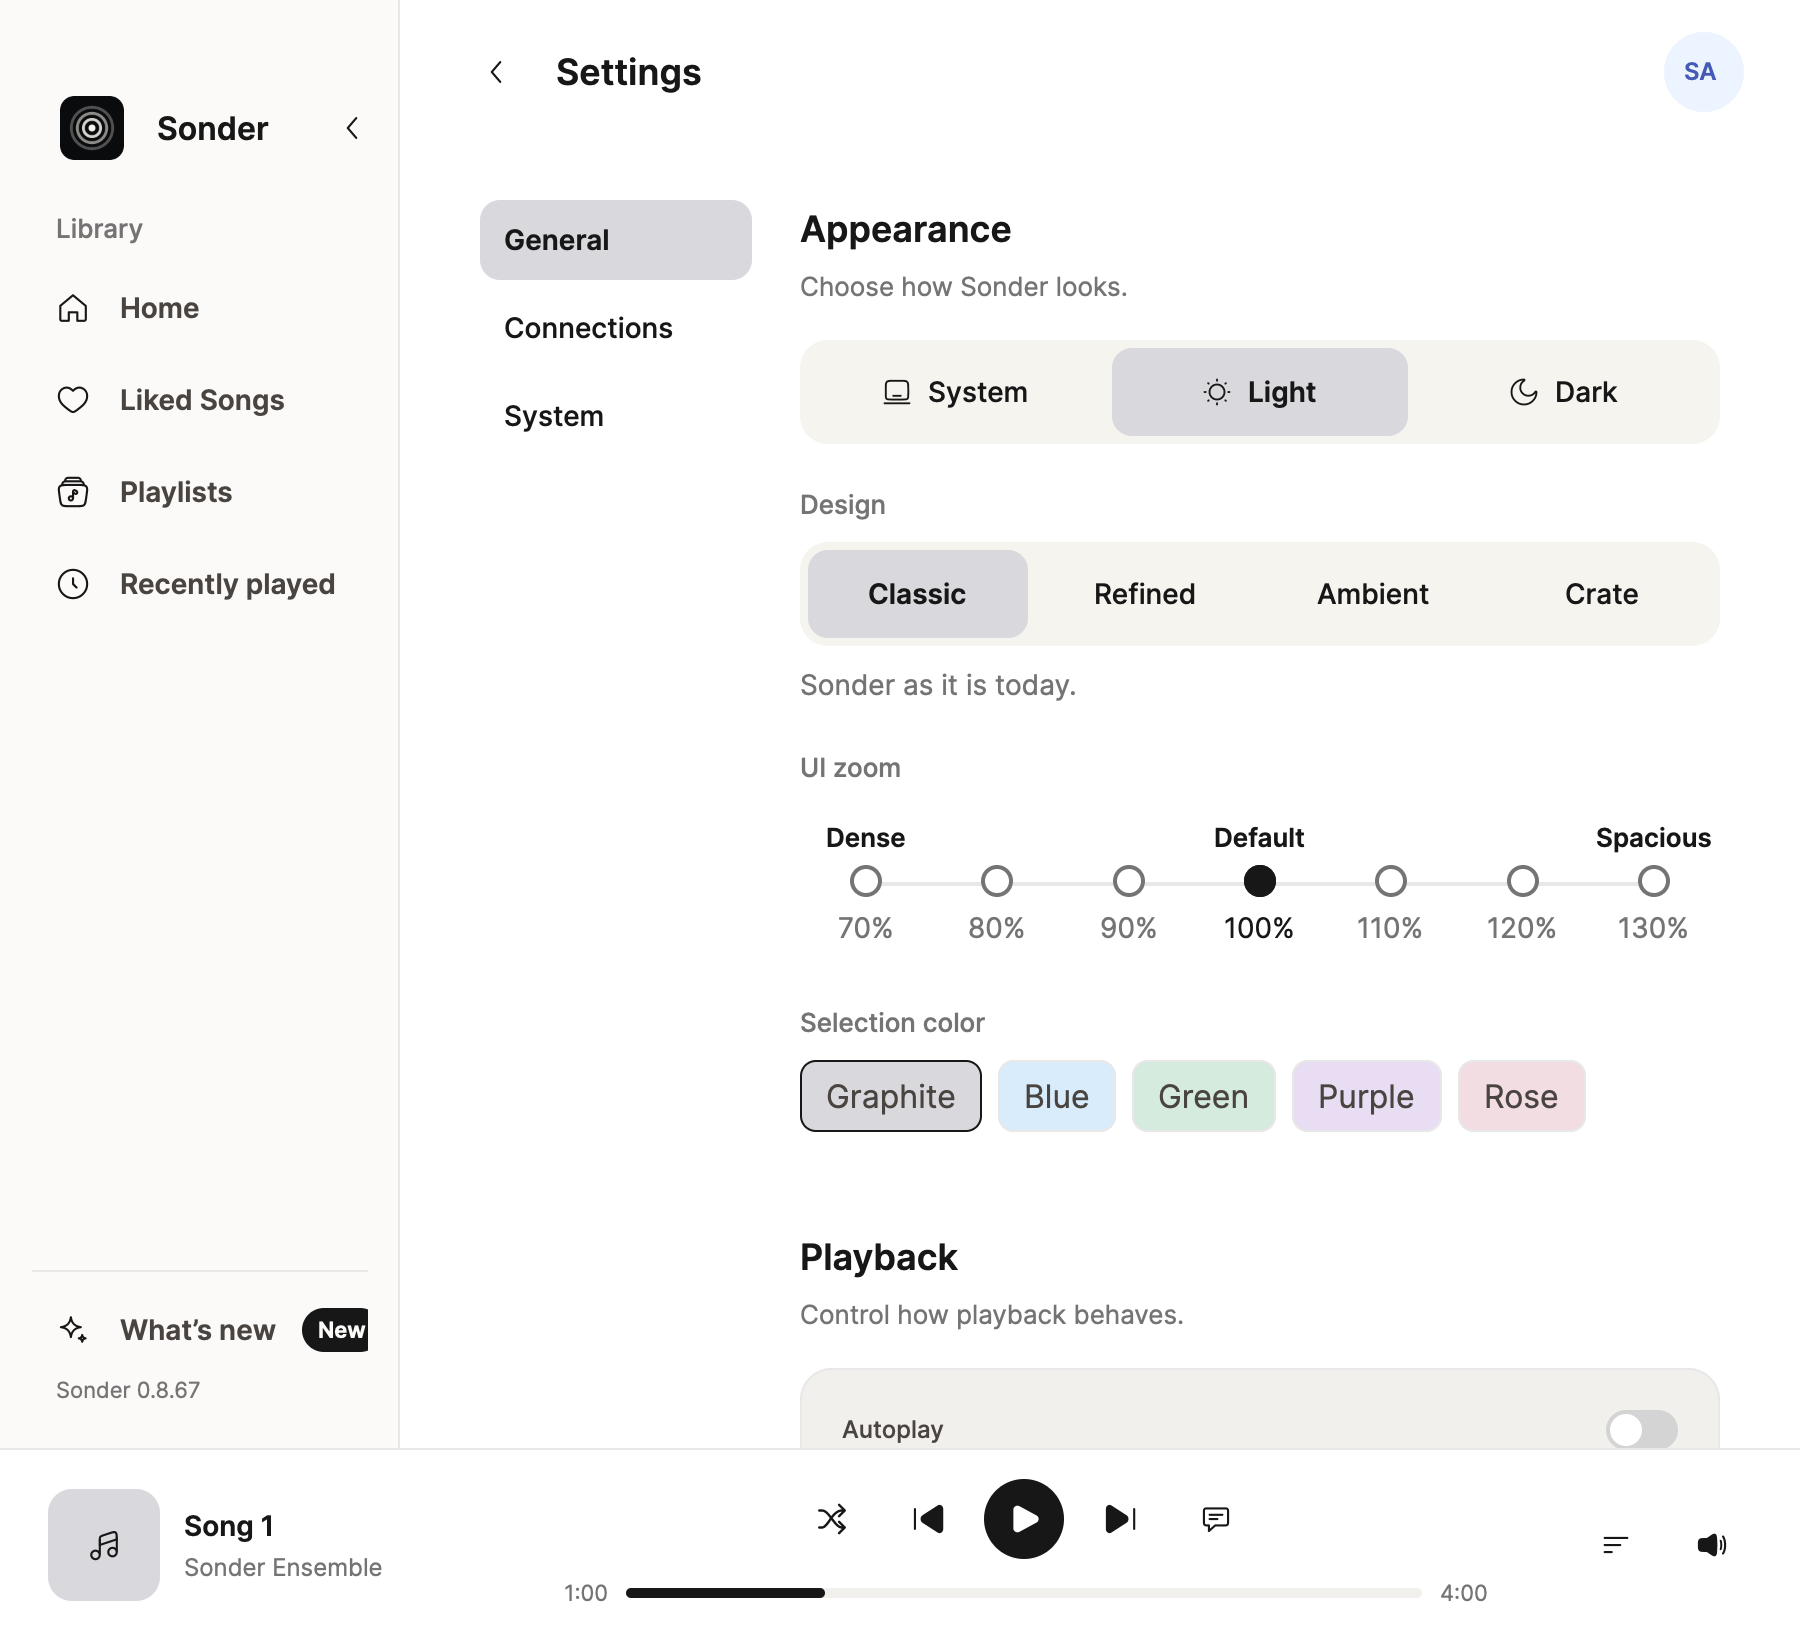 Sonder
Library
Home
Liked Songs
Playlists
Recently played
What’s new New
Sonder 0.8.67
Settings
SA
General
Connections
System
Appearance
Choose how Sonder looks.
System Light Dark
Design
Classic Refined Ambient Crate
Sonder as it is today.
UI zoom
Dense Default Spacious
70% 80% 90% 100% 110% 120% 130%
Selection color
Graphite Blue Green Purple Rose
Playback
Control how playback behaves.
Autoplay
Song 1
Sonder Ensemble
1:00 4:00